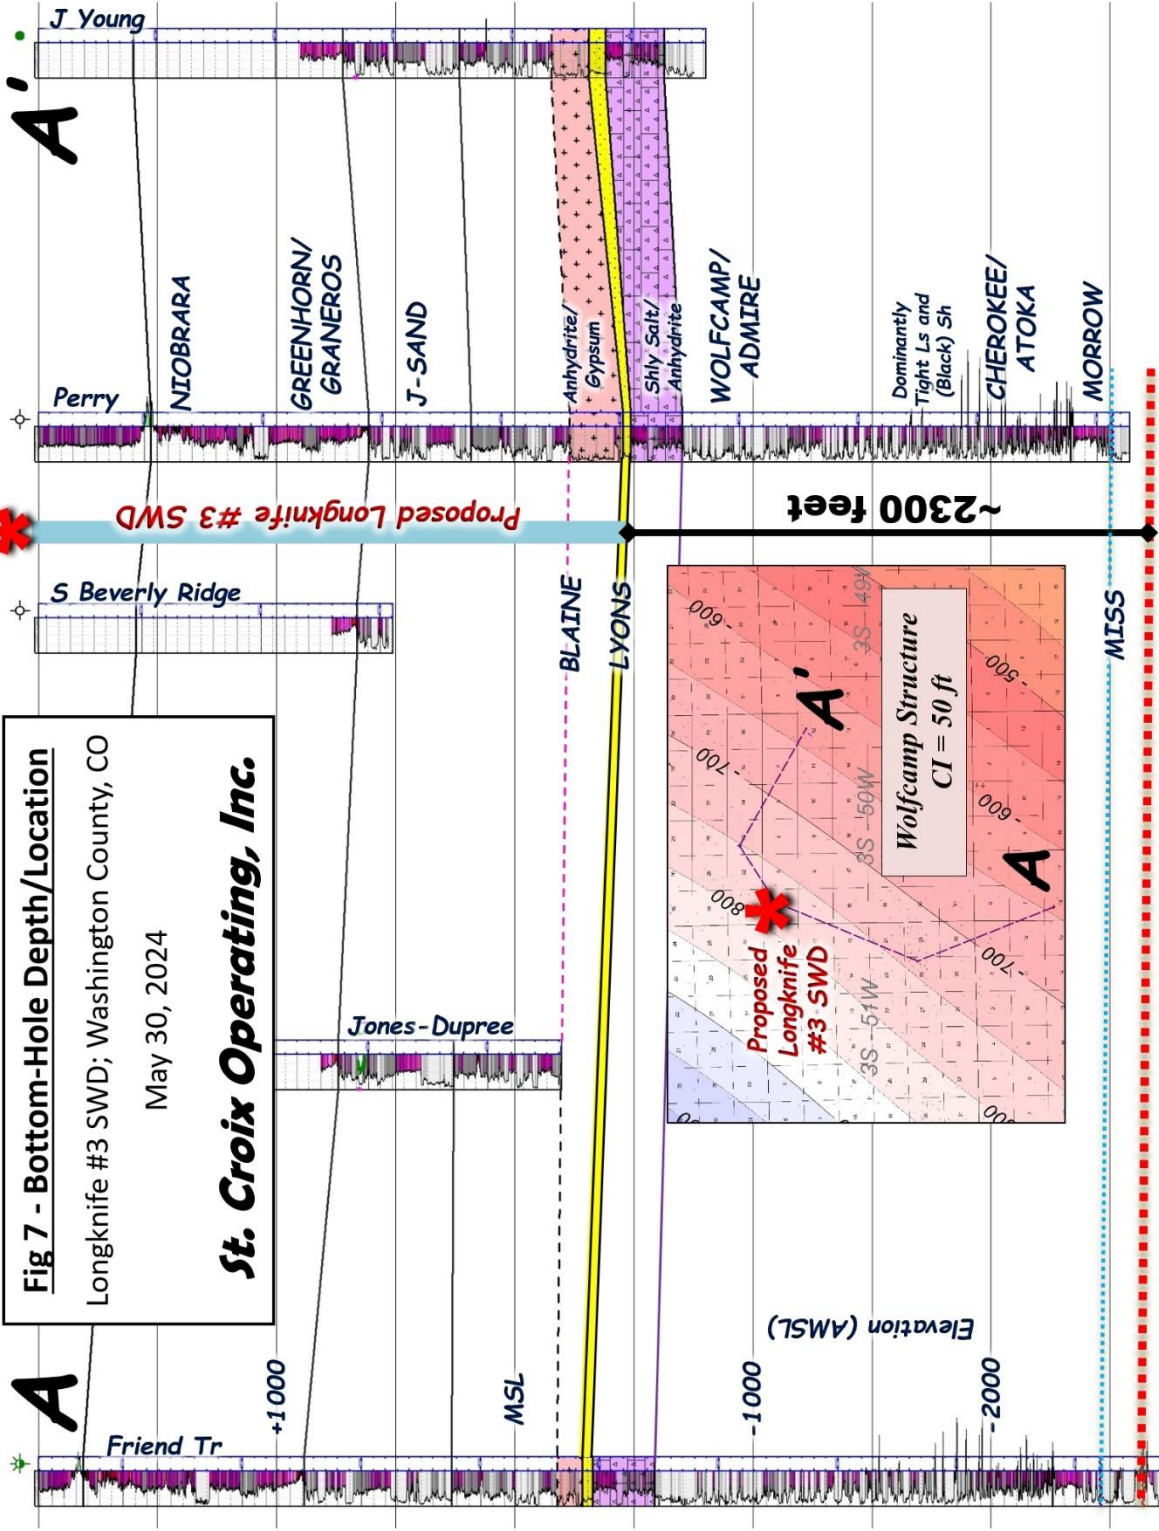 Fig 7 - Bottom-Hole Depth/Location
Longknife #3 SWD; Washington County, CO
May 30, 2024
St. Croix Operating, Inc.
A
A'
Friend Tr
Jones-Dupree
S Beverly Ridge
Proposed Longknife #3 SWD
Perry
J Young
NIOBRARA
+1000
GREENHORN/
GRANEROS
J-SAND
MSL
BLAINE
Anhydrite/
Gypsum
LYONS
Shly Salt/
Anhydrite
WOLFCAMP/
ADMIRE
-1000
Elevation (AMSL)
~2300 feet
Dominantly
Tight Ls and
(Black) Sh
-2000
CHEROKEE/
ATOKA
MORROW
MISS
Proposed
Longknife
#3 SWD
800
-700
-600
A'
3S - 51W
3S - 50W
3S - 49W
Wolfcamp Structure
CI = 50 ft
-700
-600
-500
A